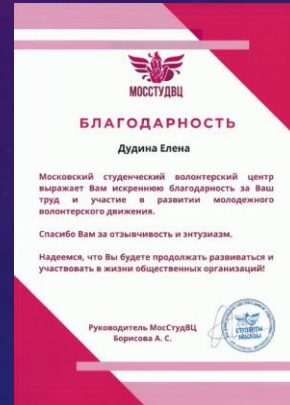 МОССТУДВЦ
БЛАГОДАРНОСТЬ
Дудина Елена
Московский студенческий волонтерский центр
выражает Вам искреннюю благодарность за Ваш
труд и участие в развитии молодежного
волонтерского движения.
Спасибо Вам за отзывчивость и энтузиазм.
Надеемся, что Вы будете продолжать развиваться и
участвовать в жизни общественных организаций!
Руководитель МосСтудВЦ
Борисова А. С.
СТУДЕНТЫ
МОСКВЫ